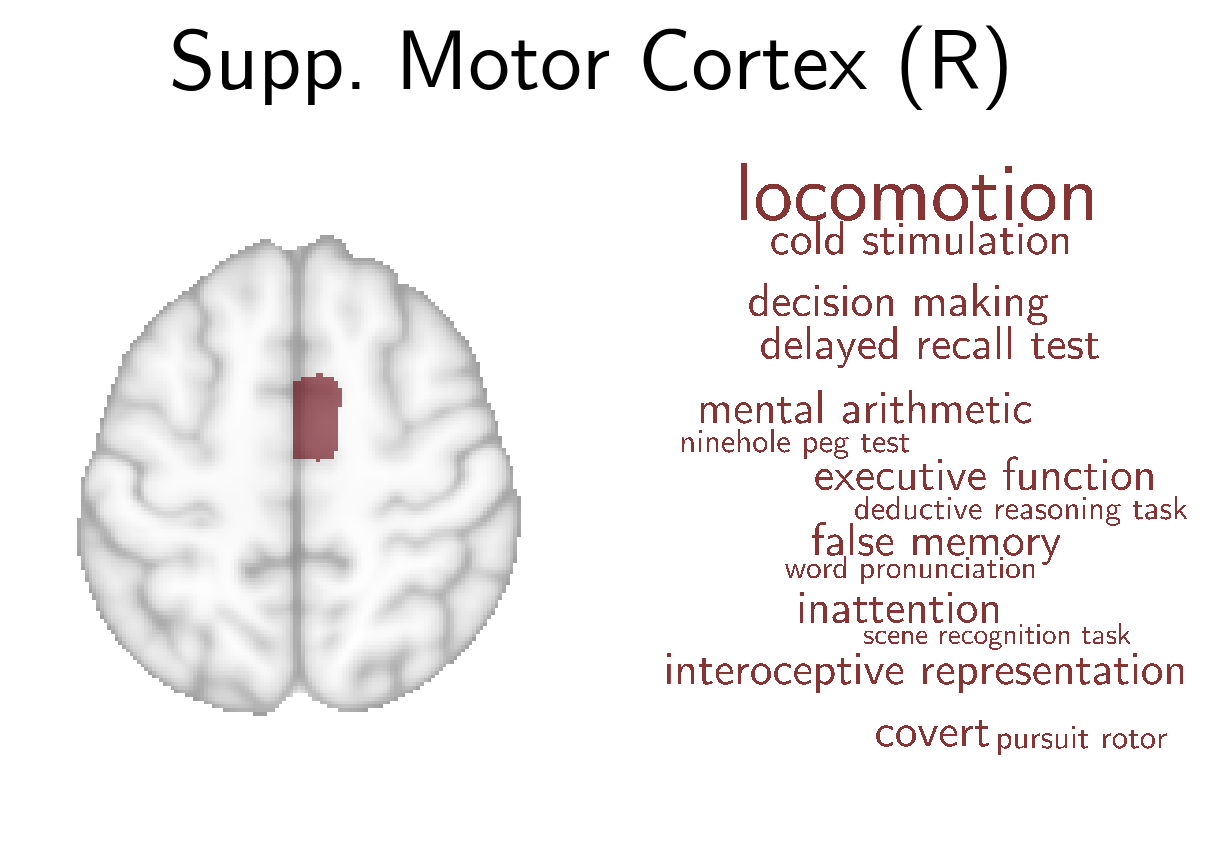 Supp. Motor Cortex (R)
locomotion
cold stimulation
decision making
delayed recall test
mental arithmetic
ninehole peg test
executive function
deductive reasoning task
false memory
word pronunciation
inattention
scene recognition task
interoceptive representation
covert pursuit rotor